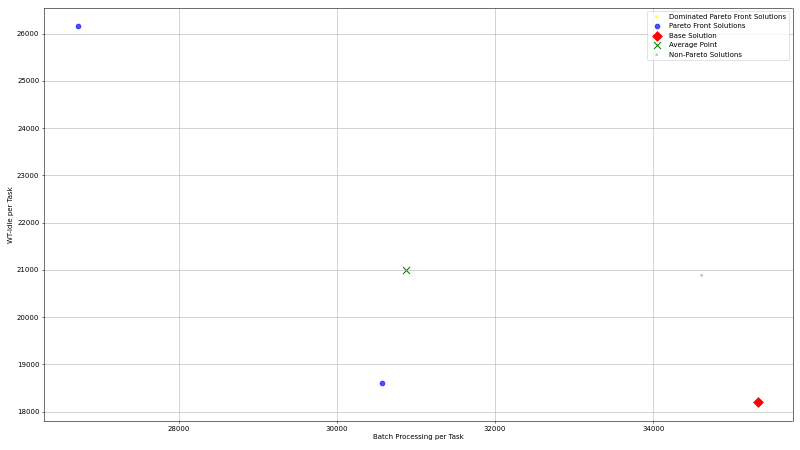 Dominated Pareto Front Solutions
Pareto Front Solutions
Base Solution
Average Point
Non-Pareto Solutions
26000
25000
24000
23000
22000
21000
20000
19000
18000
WT-Idle per Task
28000
30000
32000
34000
Batch Processing per Task